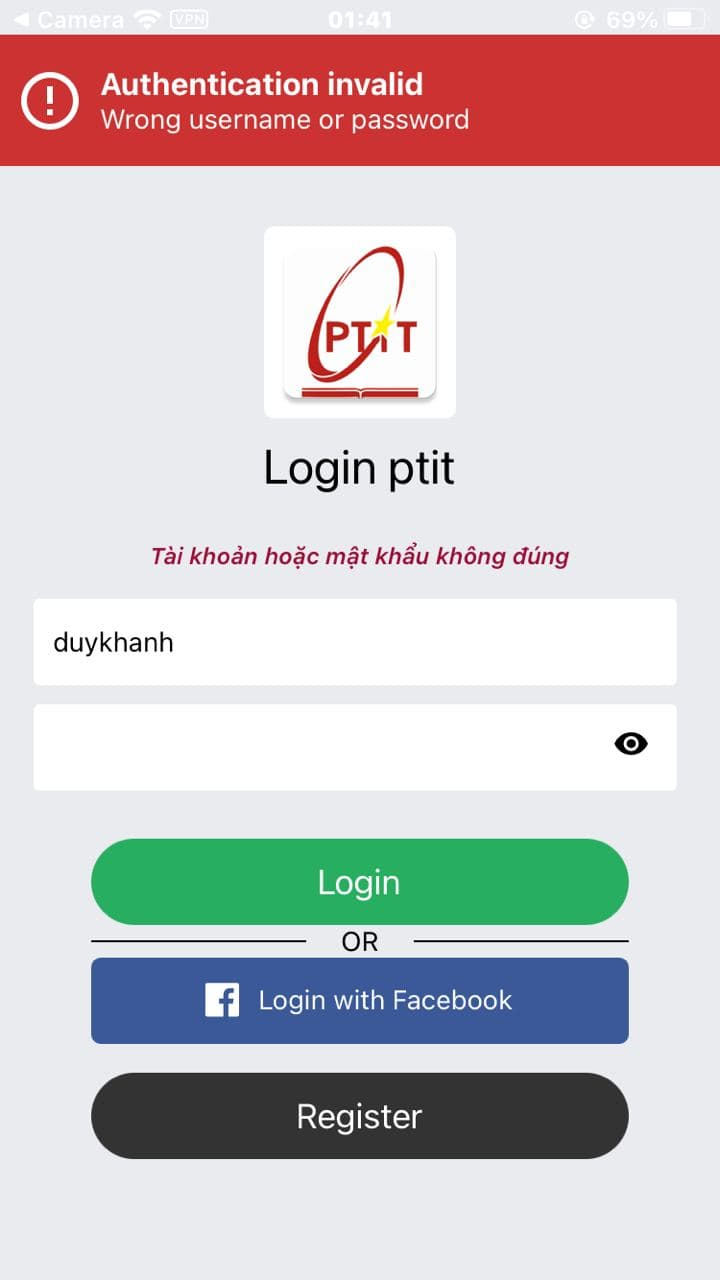 Camera VPN 01:41 69%
Authentication invalid
Wrong username or password
PTIT
Login ptit
Tài khoản hoặc mật khẩu không đúng
duykhanh
Login
OR
Login with Facebook
Register